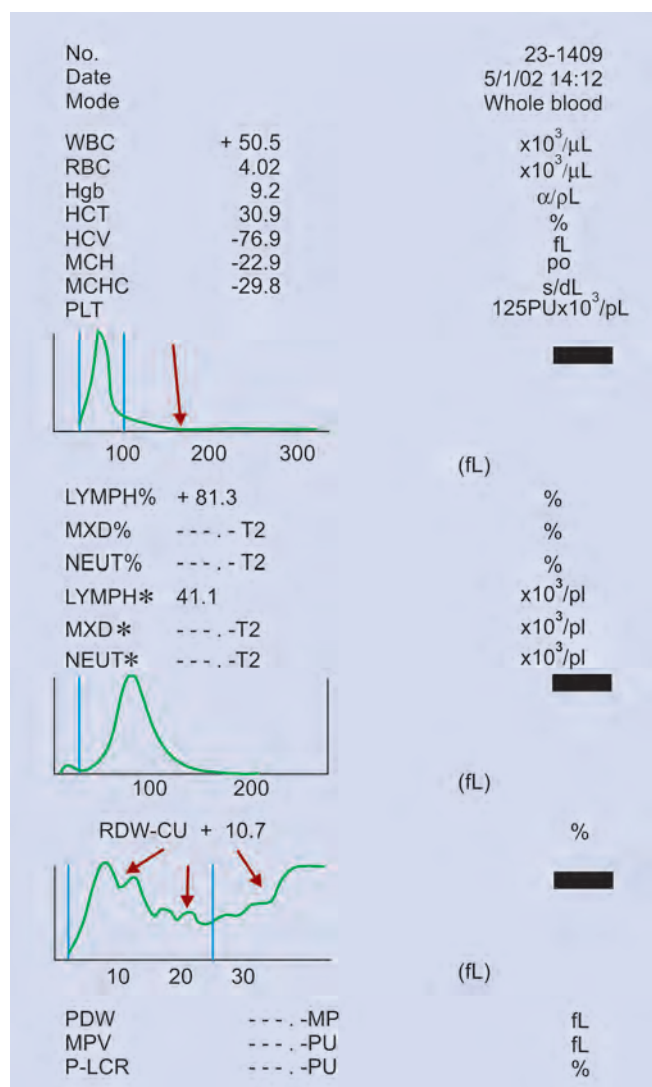 No. 23-1409
Date 5/1/02 14:12
Mode Whole blood
WBC + 50.5 x10³/µL
RBC 4.02 x10³/µL
Hgb 9.2 α/ρL
HCT 30.9 %
HCV -76.9 fL
MCH -22.9 po
MCHC -29.8 s/dL
PLT 125PUx10³/pL
100 200 300 (fL)
LYMPH% + 81.3 %
MXD% - - - . - T2 %
NEUT% - - - . - T2 %
LYMPH* 41.1 x10³/pl
MXD* - - - . -T2 x10³/pl
NEUT* - - - . -T2 x10³/pl
100 200 (fL)
RDW-CU + 10.7 %
10 20 30 (fL)
PDW - - - . -MP fL
MPV - - - . -PU fL
P-LCR - - - . -PU %